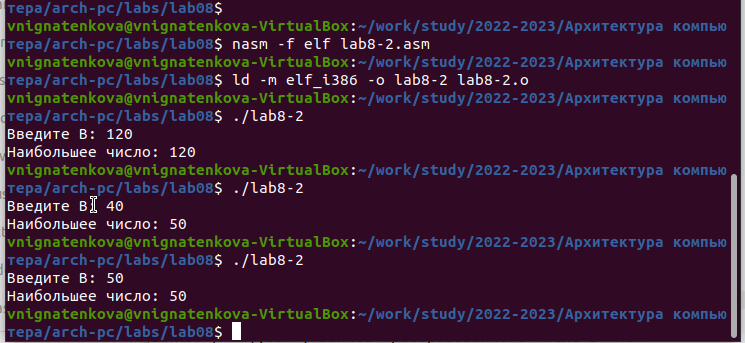 тера/arch-pc/labs/lab08$
vnignatenkova@vnignatenkova-VirtualBox:~/work/study/2022-2023/Архитектура компью
тера/arch-pc/labs/lab08$ nasm -f elf lab8-2.asm
vnignatenkova@vnignatenkova-VirtualBox:~/work/study/2022-2023/Архитектура компью
тера/arch-pc/labs/lab08$ ld -m elf_i386 -o lab8-2 lab8-2.o
vnignatenkova@vnignatenkova-VirtualBox:~/work/study/2022-2023/Архитектура компью
тера/arch-pc/labs/lab08$ ./lab8-2
Введите B: 120
Наибольшее число: 120
vnignatenkova@vnignatenkova-VirtualBox:~/work/study/2022-2023/Архитектура компью
тера/arch-pc/labs/lab08$ ./lab8-2
Введите B: 40
Наибольшее число: 50
vnignatenkova@vnignatenkova-VirtualBox:~/work/study/2022-2023/Архитектура компью
тера/arch-pc/labs/lab08$ ./lab8-2
Введите B: 50
Наибольшее число: 50
vnignatenkova@vnignatenkova-VirtualBox:~/work/study/2022-2023/Архитектура компью
тера/arch-pc/labs/lab08$